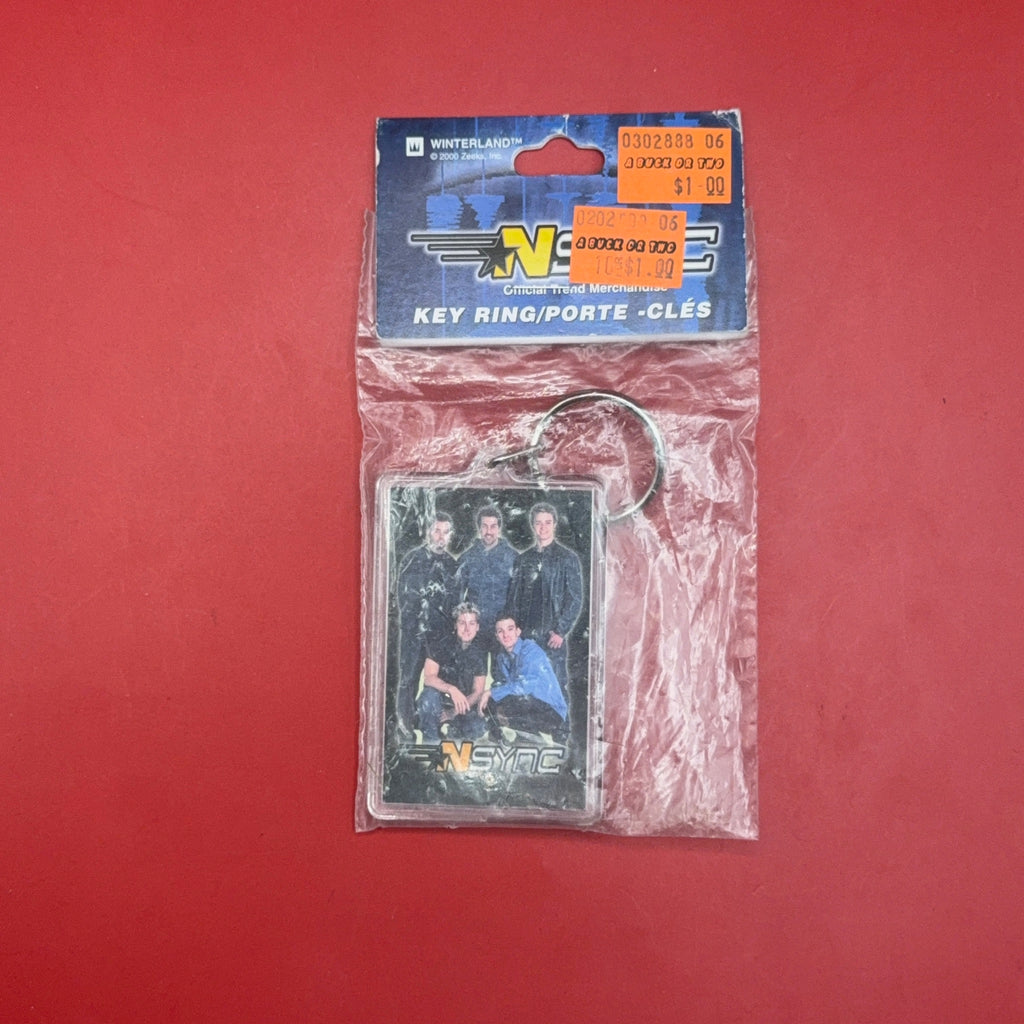 WINTERLAND™
© 2000 Zeeks, Inc.
0302888 06
A BUCK OR TWO
$1.00
06
A BUCK OR TWO
$1.00
N
Official Trend Merchandise
KEY RING/PORTE -CLÉS
NSYNC